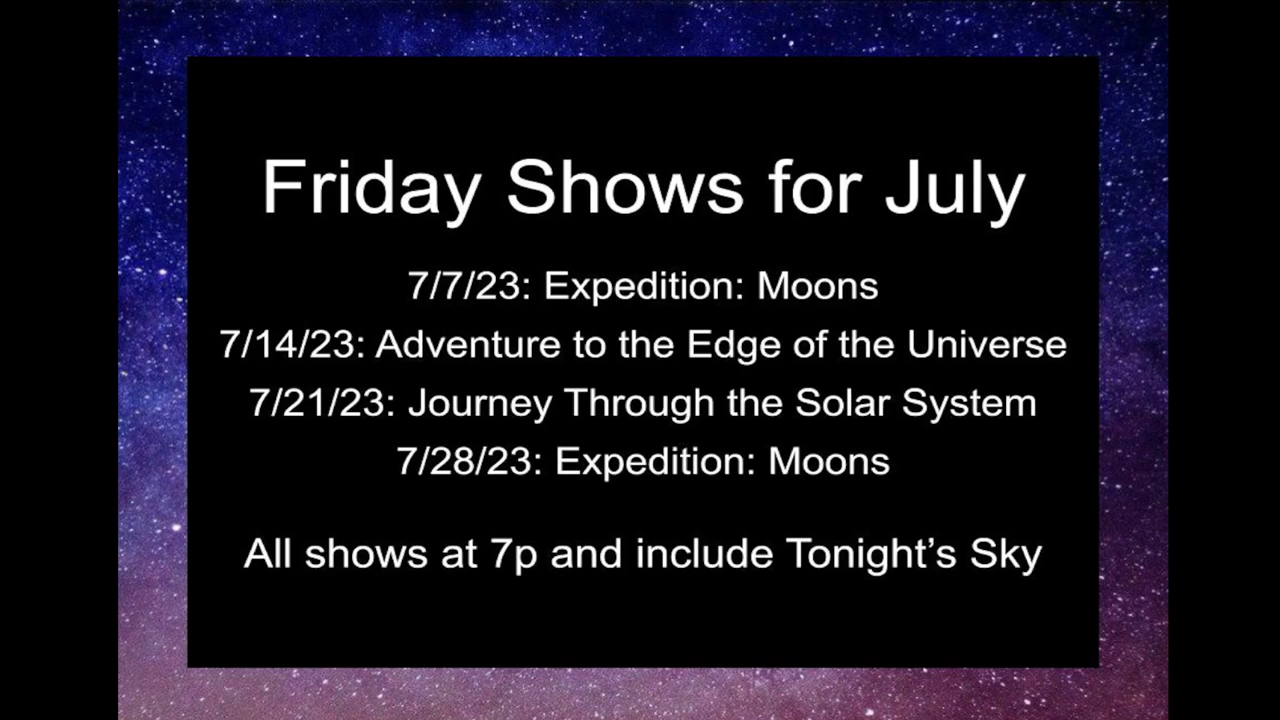 Friday Shows for July
7/7/23: Expedition: Moons
7/14/23: Adventure to the Edge of the Universe
7/21/23: Journey Through the Solar System
7/28/23: Expedition: Moons
All shows at 7p and include Tonight’s Sky